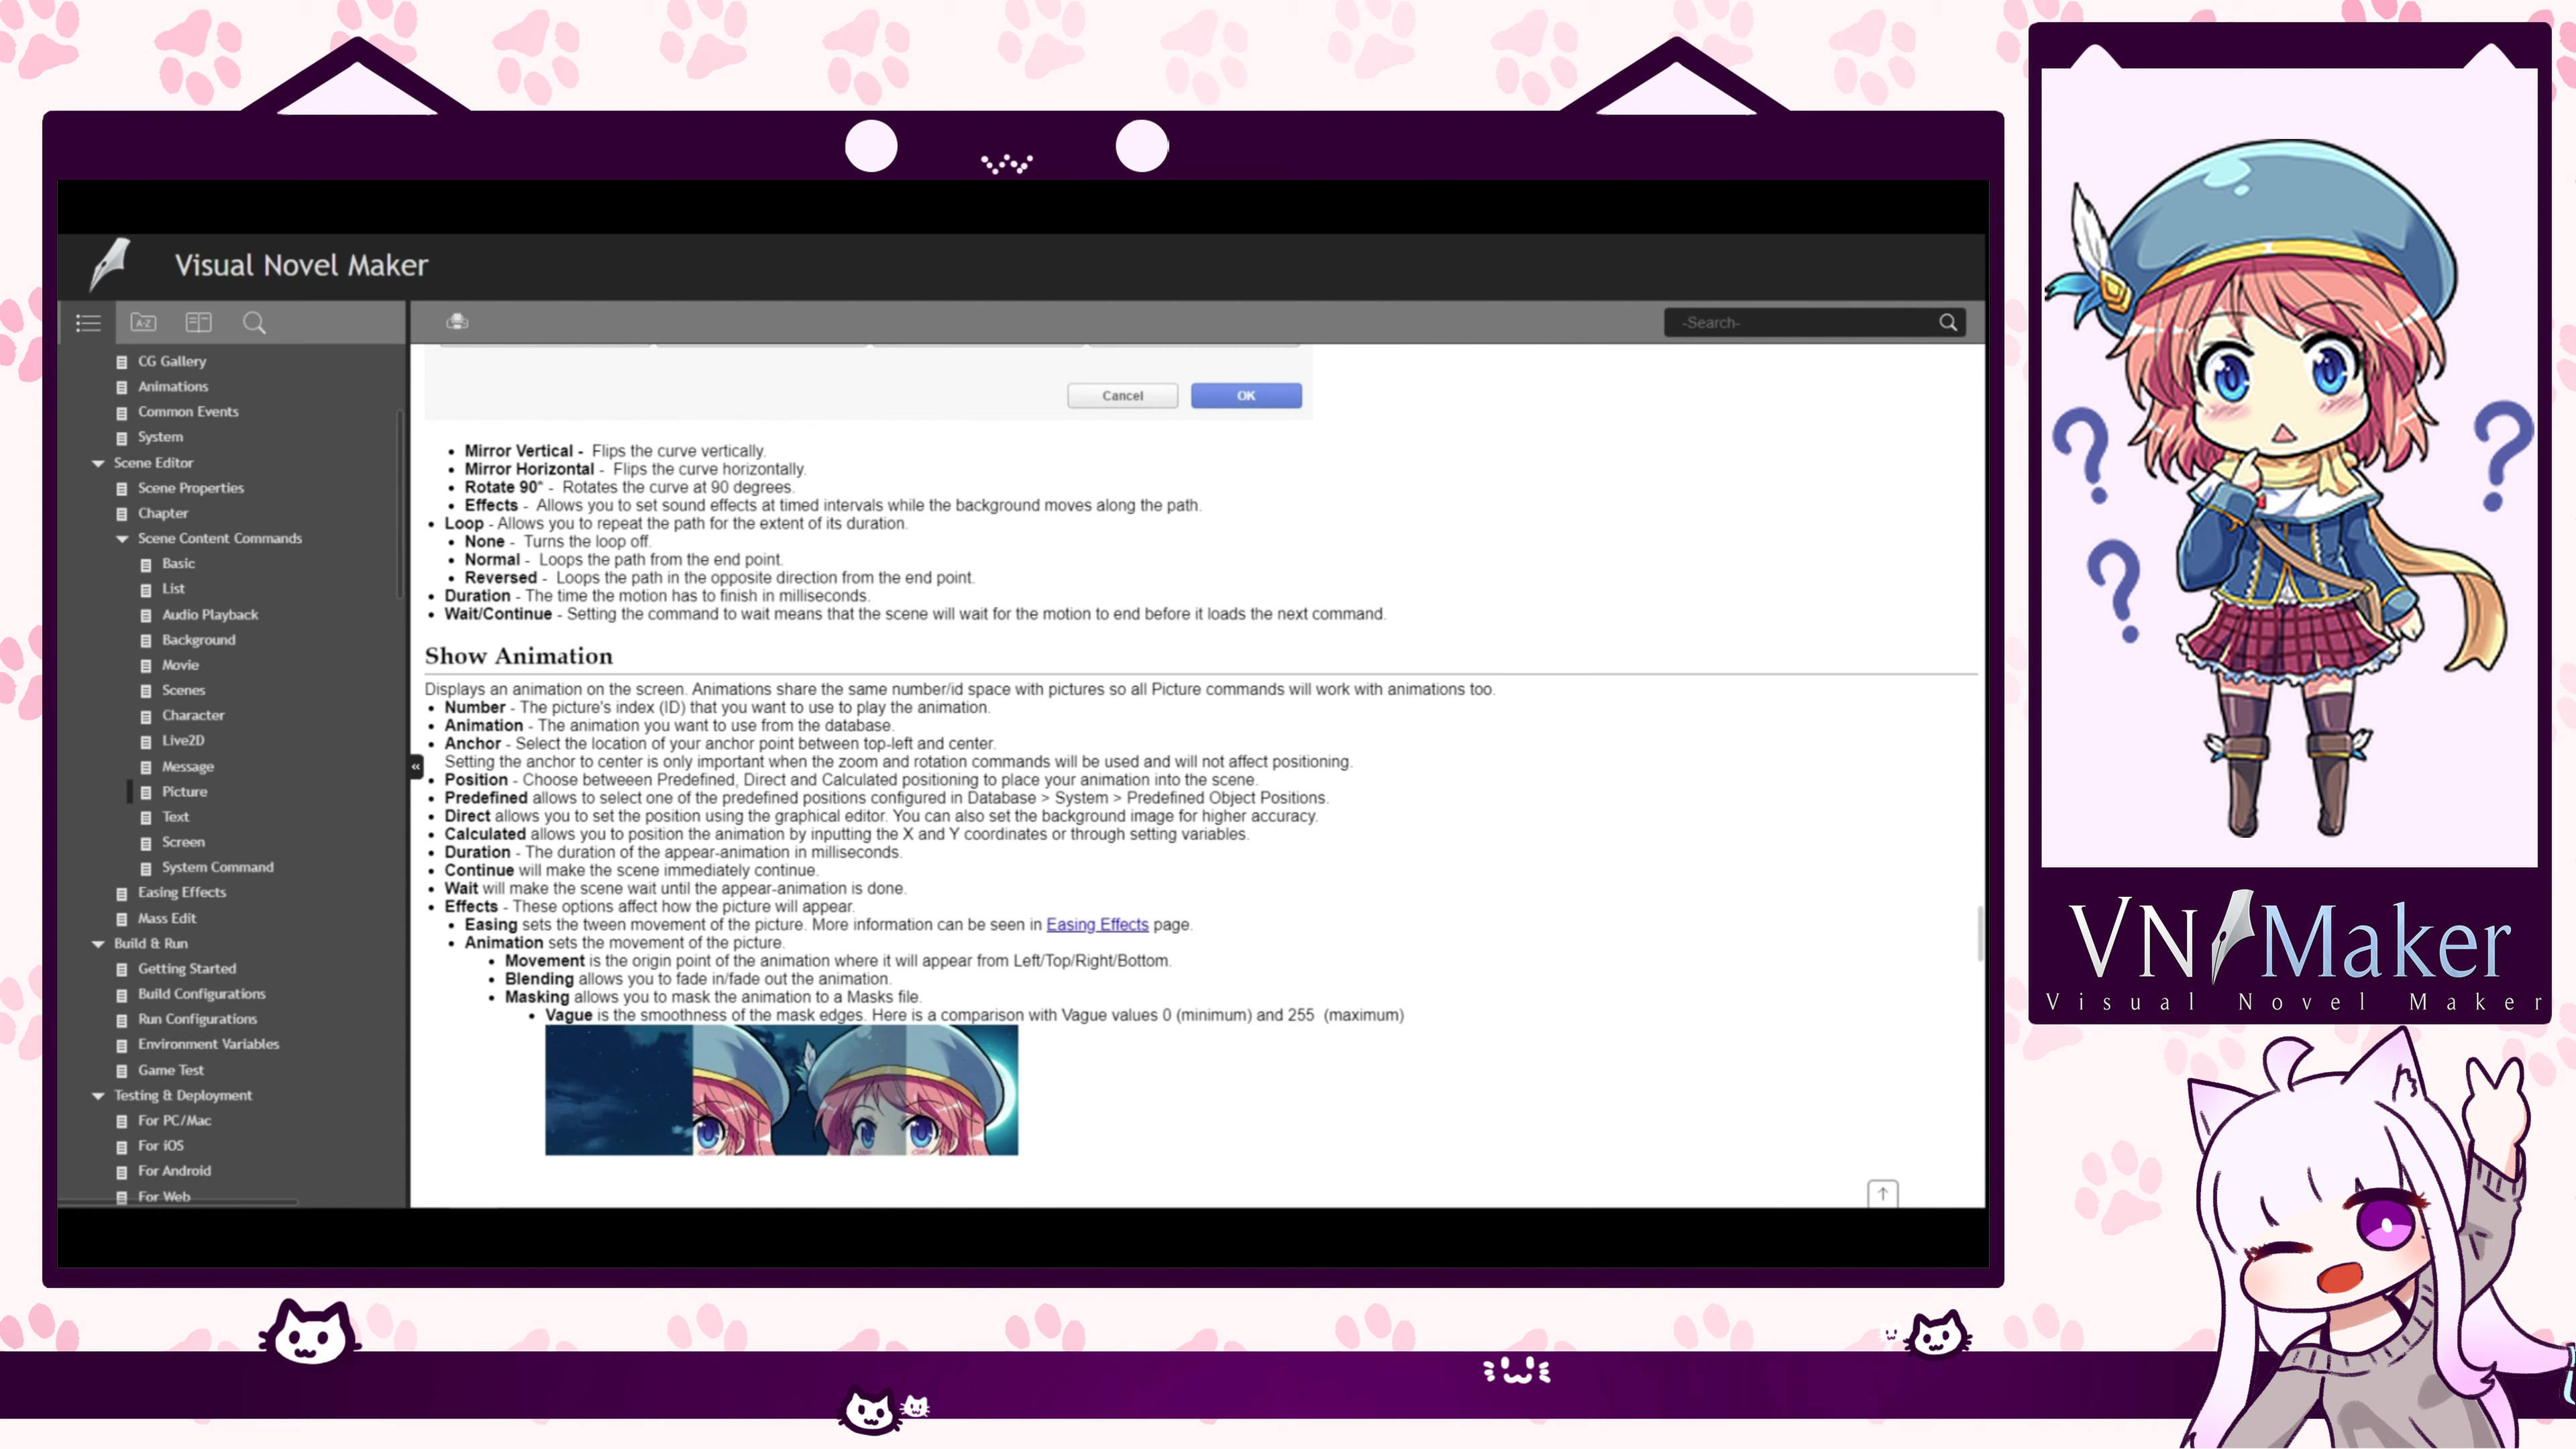 Visual Novel Maker
A-Z
-Search-
CG Gallery
Animations
Common Events
System
Scene Editor
Scene Properties
Chapter
Scene Content Commands
Basic
List
Audio Playback
Background
Movie
Scenes
Character
Live2D
Message
Picture
Text
Screen
System Command
Easing Effects
Mass Edit
Build & Run
Getting Started
Build Configurations
Run Configurations
Environment Variables
Game Test
Testing & Deployment
For PC/Mac
For iOS
For Android
For Web
Cancel OK
• Mirror Vertical - Flips the curve vertically.
• Mirror Horizontal - Flips the curve horizontally.
• Rotate 90° - Rotates the curve at 90 degrees.
• Effects - Allows you to set sound effects at timed intervals while the background moves along the path.
• Loop - Allows you to repeat the path for the extent of its duration.
• None - Turns the loop off.
• Normal - Loops the path from the end point.
• Reversed - Loops the path in the opposite direction from the end point.
• Duration - The time the motion has to finish in milliseconds.
• Wait/Continue - Setting the command to wait means that the scene will wait for the motion to end before it loads the next command.
Show Animation
Displays an animation on the screen. Animations share the same number/id space with pictures so all Picture commands will work with animations too.
• Number - The picture's index (ID) that you want to use to play the animation.
• Animation - The animation you want to use from the database.
• Anchor - Select the location of your anchor point between top-left and center.
Setting the anchor to center is only important when the zoom and rotation commands will be used and will not affect positioning.
• Position - Choose betweeen Predefined, Direct and Calculated positioning to place your animation into the scene.
• Predefined allows to select one of the predefined positions configured in Database > System > Predefined Object Positions.
• Direct allows you to set the position using the graphical editor. You can also set the background image for higher accuracy.
• Calculated allows you to position the animation by inputting the X and Y coordinates or through setting variables.
• Duration - The duration of the appear-animation in milliseconds.
• Continue will make the scene immediately continue.
• Wait will make the scene wait until the appear-animation is done.
• Effects - These options affect how the picture will appear.
• Easing sets the tween movement of the picture. More information can be seen in Easing Effects page.
• Animation sets the movement of the picture.
• Movement is the origin point of the animation where it will appear from Left/Top/Right/Bottom.
• Blending allows you to fade in/fade out the animation.
• Masking allows you to mask the animation to a Masks file.
• Vague is the smoothness of the mask edges. Here is a comparison with Vague values 0 (minimum) and 255 (maximum)
? ? ?
VN Maker
Visual Novel Maker